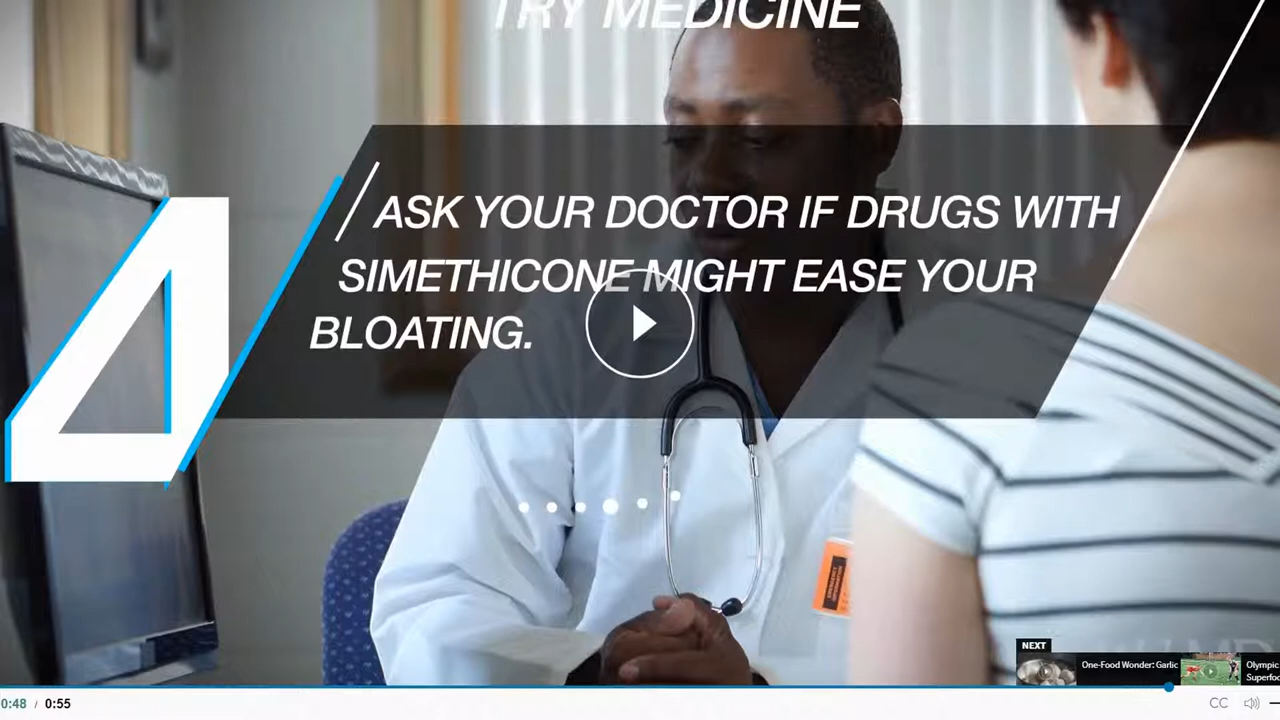 TRY MEDICINE
4
ASK YOUR DOCTOR IF DRUGS WITH
SIMETHICONE MIGHT EASE YOUR
BLOATING.
NEXT
One-Food Wonder: Garlic
Olympic
0:48 / 0:55
CC